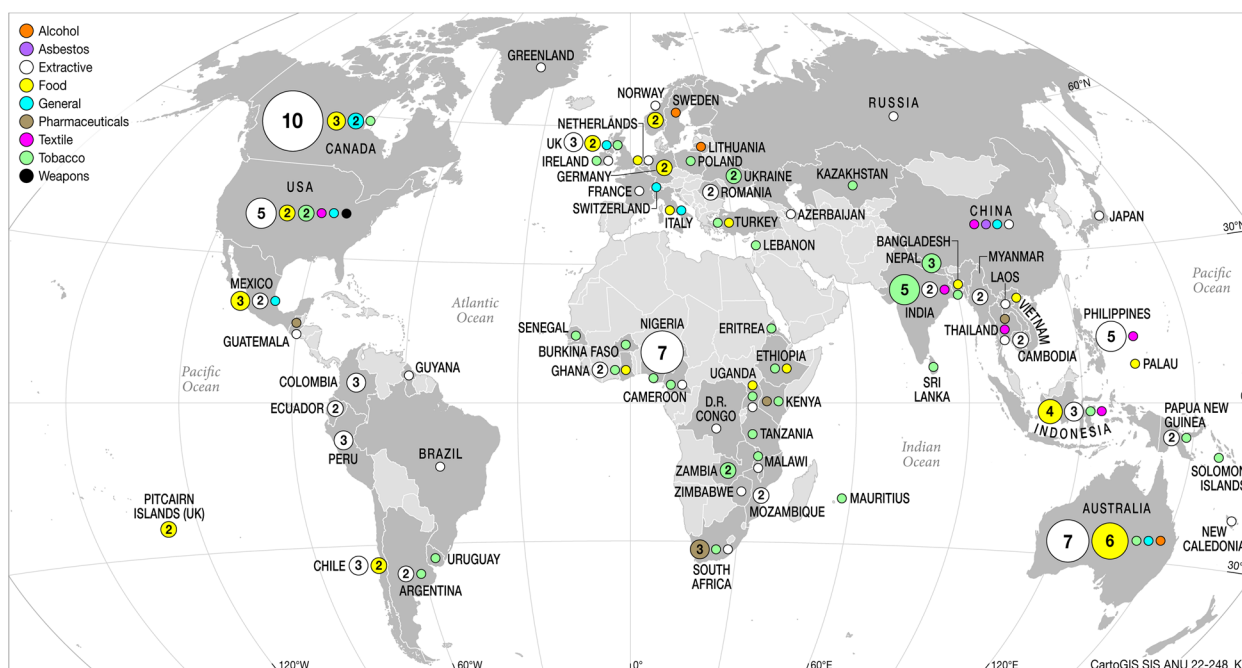 Alcohol
Asbestos
Extractive
Food
General
Pharmaceuticals
Textile
Tobacco
Weapons
GREENLAND
60°N
NORWAY
SWEDEN
RUSSIA
10
3
2
CANADA
2
NETHERLANDS
UK
3
2
LITHUANIA
IRELAND
POLAND
GERMANY
2
2
UKRAINE
KAZAKHSTAN
USA
FRANCE
2
ROMANIA
SWITZERLAND
5
2
2
ITALY
TURKEY
AZERBAIJAN
CHINA
JAPAN
30°N
LEBANON
BANGLADESH
NEPAL
3
MYANMAR
LAOS
MEXICO
3
2
Atlantic
Ocean
Pacific
Ocean
5
2
INDIA
2
VIETNAM
GUATEMALA
SENEGAL
NIGERIA
7
ERITREA
THAILAND
2
CAMBODIA
PHILIPPINES
5
BURKINA FASO
ETHIOPIA
PALAU
Pacific
Ocean
GUYANA
GHANA
2
UGANDA
SRI
LANKA
COLOMBIA
3
CAMEROON
D.R.
CONGO
KENYA
ECUADOR
2
4
3
INDONESIA
PAPUA NEW
GUINEA
2
PERU
3
BRAZIL
TANZANIA
Indian
Ocean
ZAMBIA
2
MALAWI
SOLOMON
ISLANDS
ZIMBABWE
2
MOZAMBIQUE
MAURITIUS
PITCAIRN
ISLANDS (UK)
2
AUSTRALIA
7
6
NEW
CALEDONIA
CHILE
3
2
URUGUAY
2
ARGENTINA
3
SOUTH
AFRICA
30°
120°W
60°W
0°
60°E
120°E
CartoGIS SIS ANU 22-248